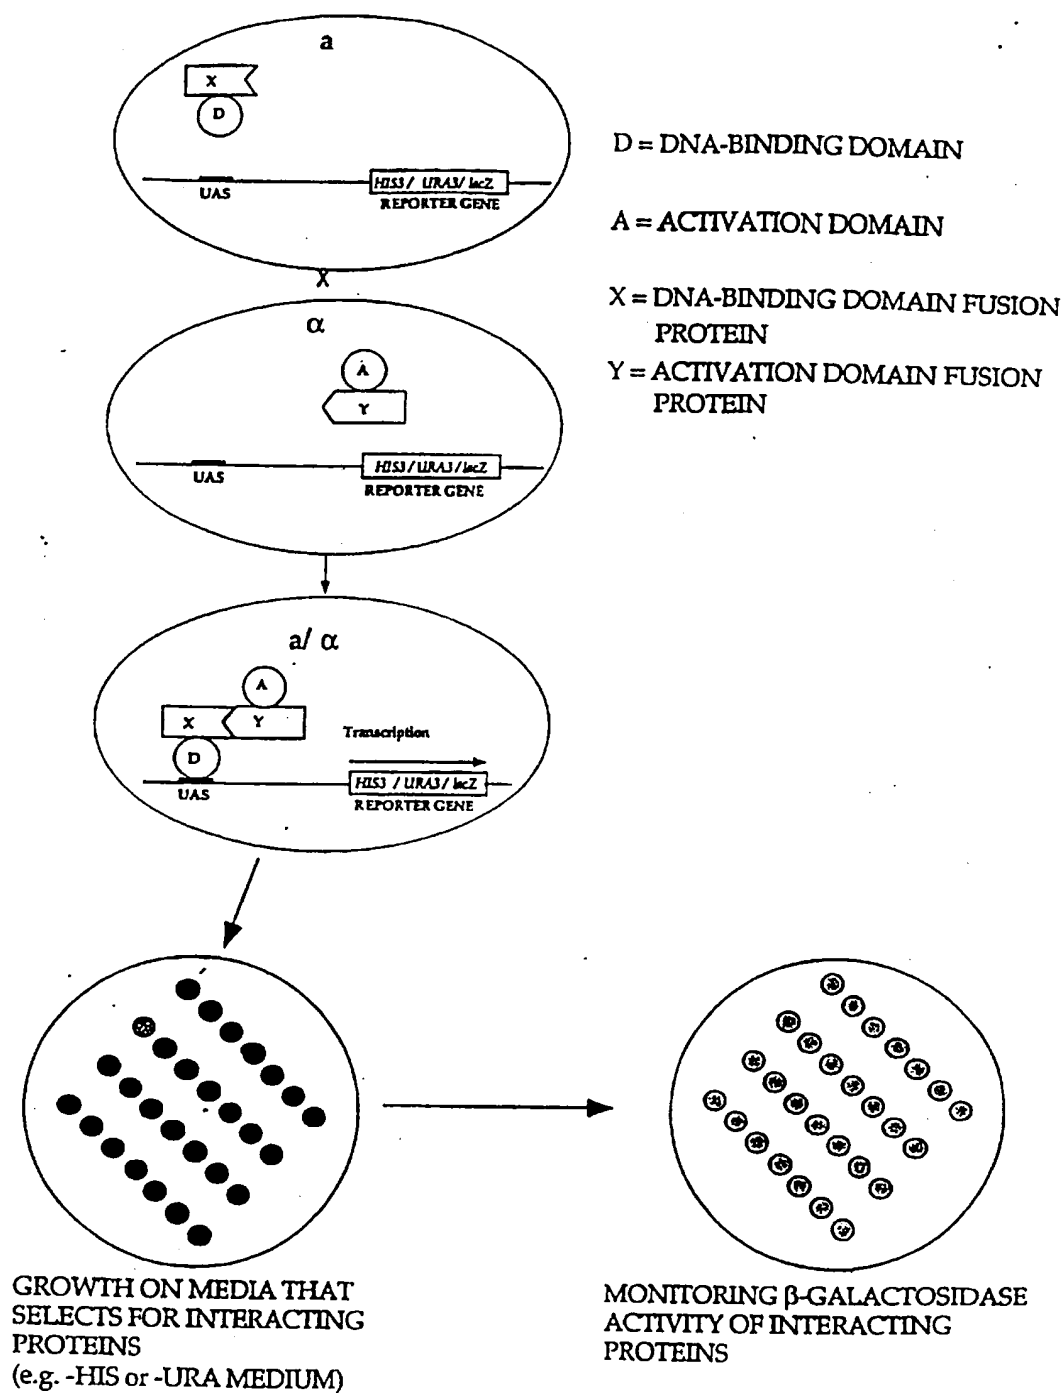 a
X
D
UAS
HIS3 / URA3/ lacZ
REPORTER GENE
D = DNA-BINDING DOMAIN
A = ACTIVATION DOMAIN
X = DNA-BINDING DOMAIN FUSION
PROTEIN
Y = ACTIVATION DOMAIN FUSION
PROTEIN
X
α
A
Y
UAS
HIS3 / URA3 / lacZ
REPORTER GENE
a/ α
A
X
Y
D
Transcription
UAS
HIS3 / URA3 / lacZ
REPORTER GENE
GROWTH ON MEDIA THAT
SELECTS FOR INTERACTING
PROTEINS
(e.g. -HIS or -URA MEDIUM)
MONITORING β-GALACTOSIDASE
ACTIVITY OF INTERACTING
PROTEINS